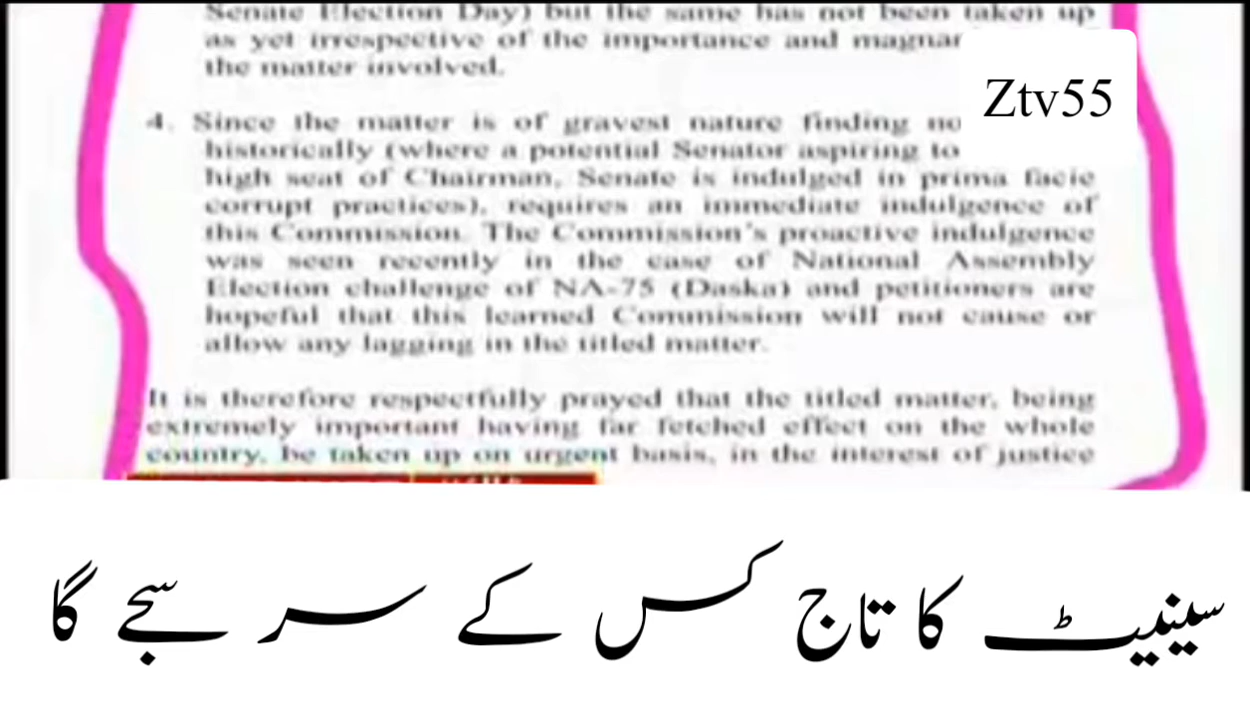 Senate Election Day) but the same has not been taken up
as yet irrespective of the importance and magnar
the matter involved.
Ztv55
4. Since the matter is of gravest nature finding no
historically (where a potential Senator aspiring to
high seat of Chairman, Senate is indulged in prima facie
corrupt practices), requires an immediate indulgence of
this Commission. The Commission's proactive indulgence
was seen recently in the case of National Assembly
Election challenge of NA-75 (Daska) and petitioners are
hopeful that this learned Commission will not cause or
allow any lagging in the titled matter.
It is therefore respectfully prayed that the titled matter, being
extremely important having far fetched effect on the whole
country, be taken up on urgent basis, in the interest of justice
سینیٹ کا تاج کس کے سر سجے گا